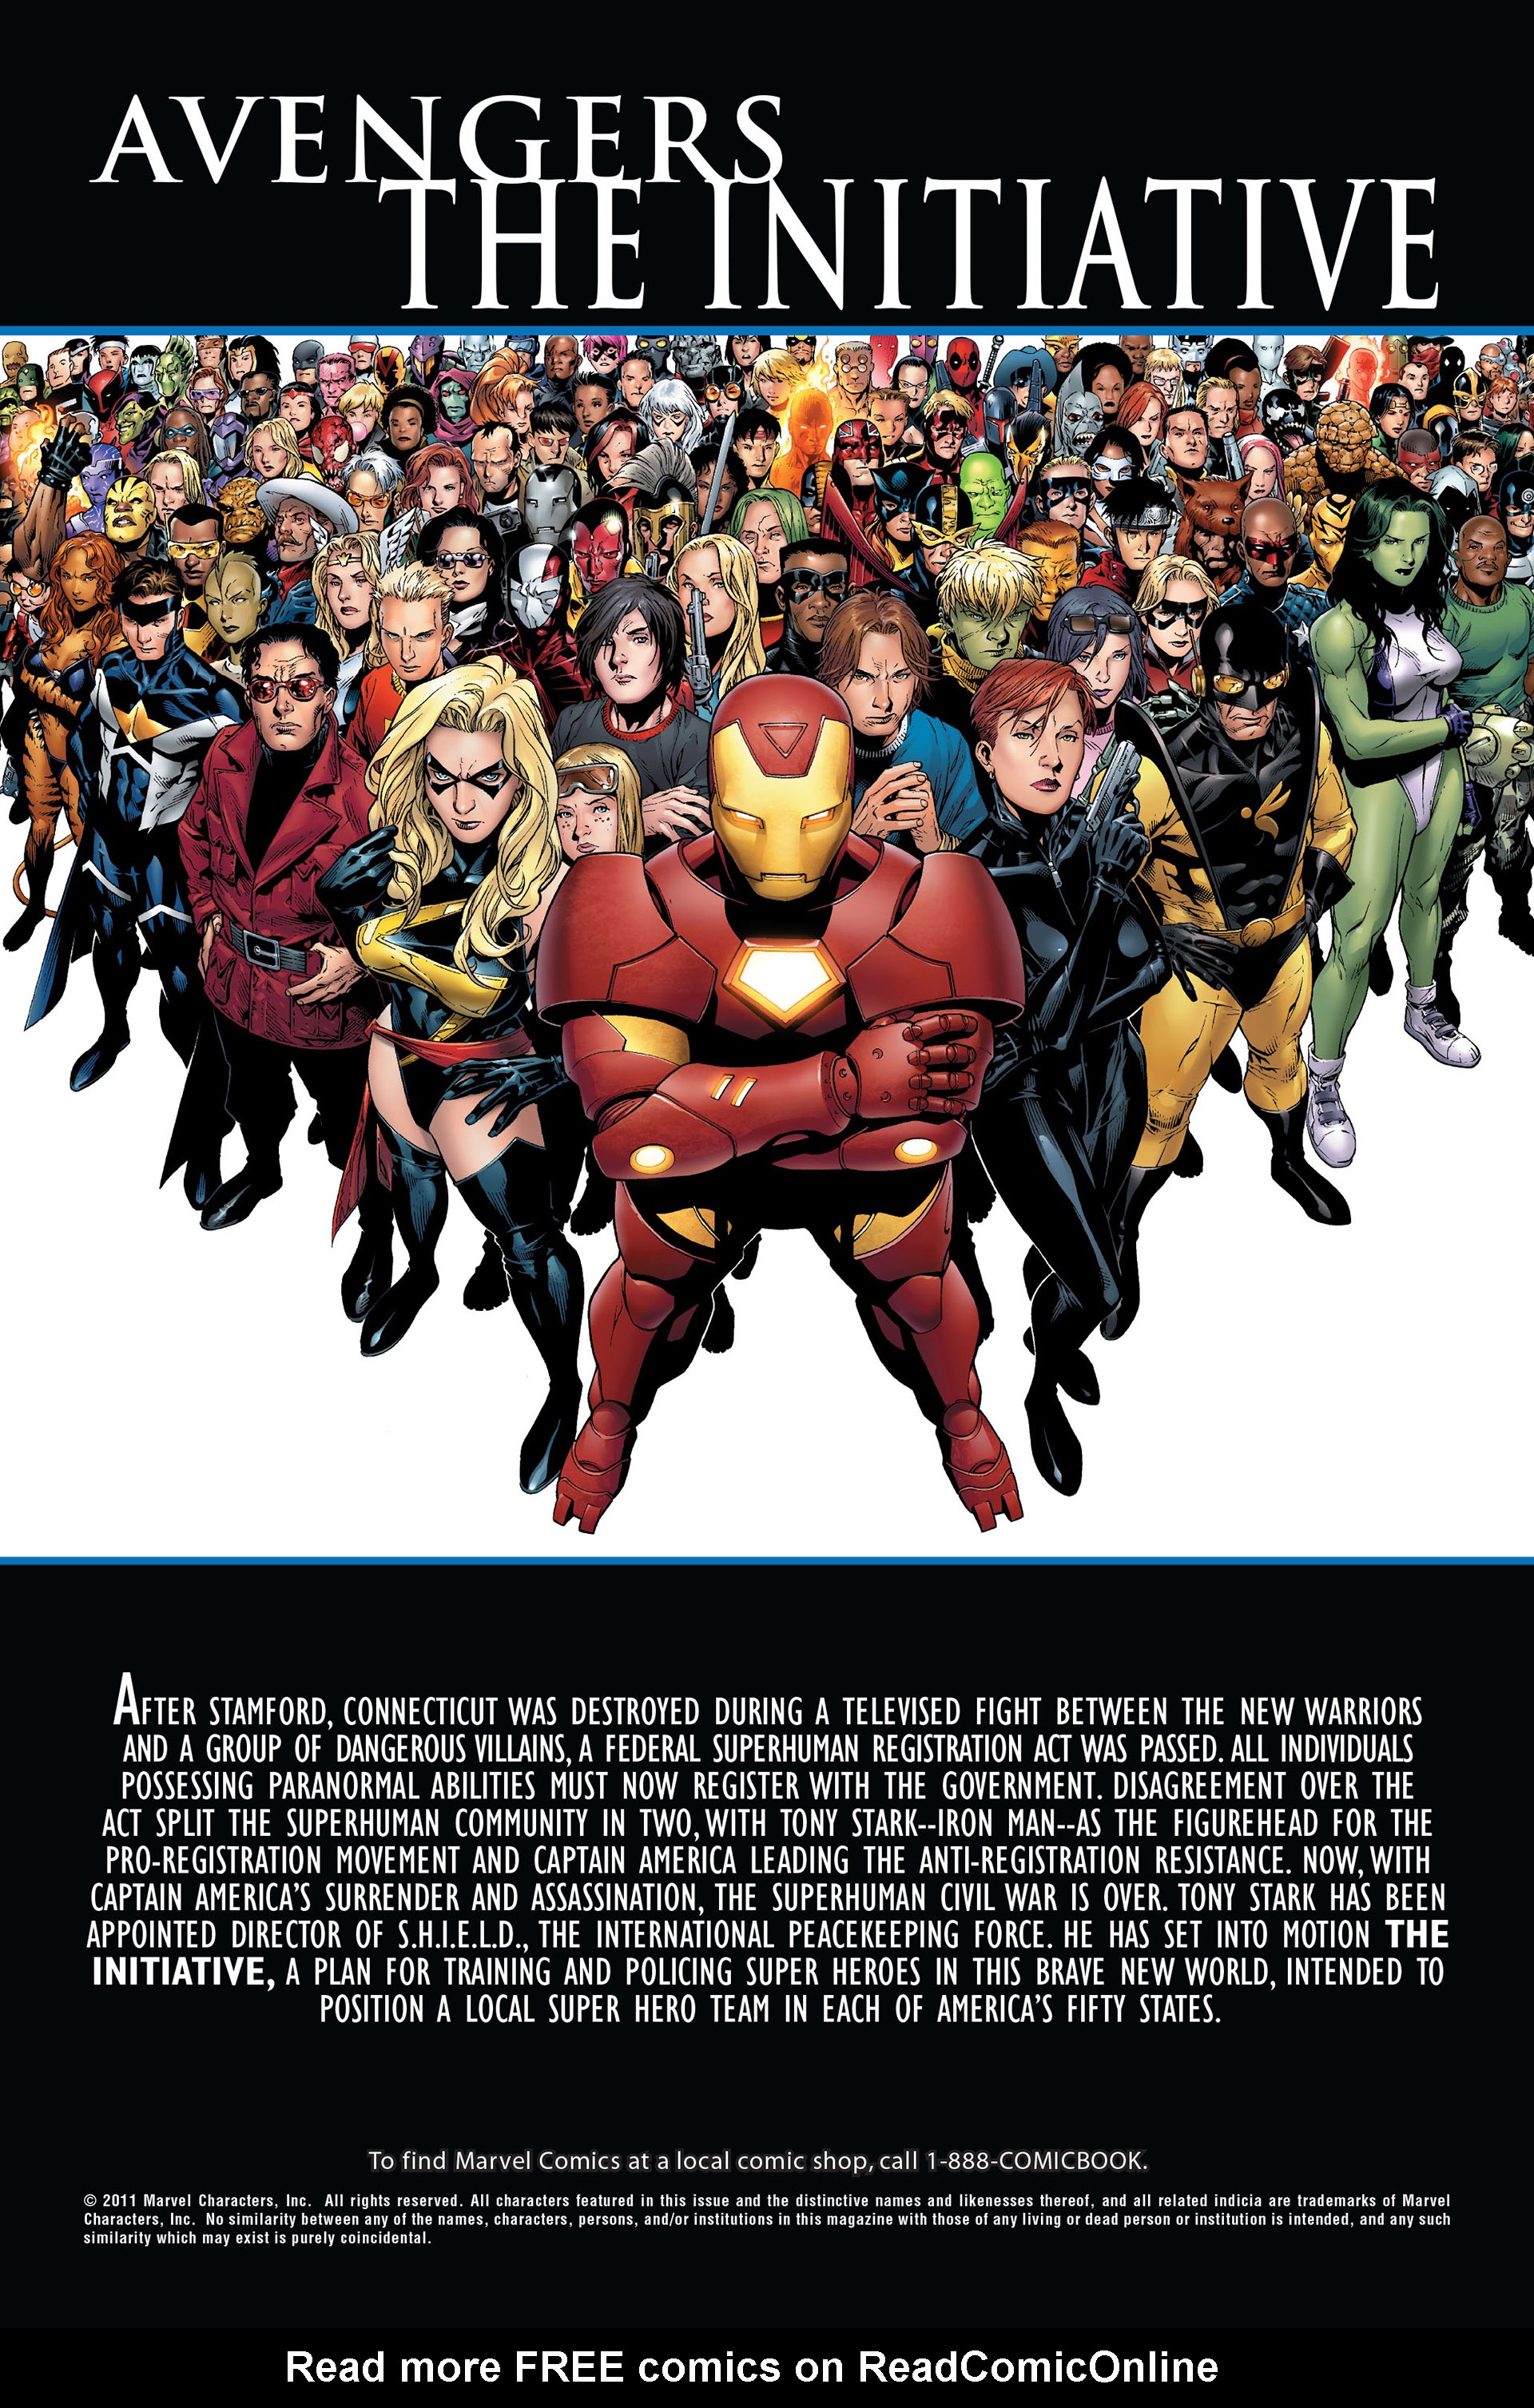 AVENGERS
THE INITIATIVE
AFTER STAMFORD, CONNECTICUT WAS DESTROYED DURING A TELEVISED FIGHT BETWEEN THE NEW WARRIORS
AND A GROUP OF DANGEROUS VILLAINS, A FEDERAL SUPERHUMAN REGISTRATION ACT WAS PASSED. ALL INDIVIDUALS
POSSESSING PARANORMAL ABILITIES MUST NOW REGISTER WITH THE GOVERNMENT. DISAGREEMENT OVER THE
ACT SPLIT THE SUPERHUMAN COMMUNITY IN TWO, WITH TONY STARK--IRON MAN--AS THE FIGUREHEAD FOR THE
PRO-REGISTRATION MOVEMENT AND CAPTAIN AMERICA LEADING THE ANTI-REGISTRATION RESISTANCE. NOW, WITH
CAPTAIN AMERICA'S SURRENDER AND ASSASSINATION, THE SUPERHUMAN CIVIL WAR IS OVER. TONY STARK HAS BEEN
APPOINTED DIRECTOR OF S.H.I.E.L.D., THE INTERNATIONAL PEACEKEEPING FORCE. HE HAS SET INTO MOTION THE
INITIATIVE, A PLAN FOR TRAINING AND POLICING SUPER HEROES IN THIS BRAVE NEW WORLD, INTENDED TO
POSITION A LOCAL SUPER HERO TEAM IN EACH OF AMERICA'S FIFTY STATES.
To find Marvel Comics at a local comic shop, call 1-888-COMICBOOK.
© 2011 Marvel Characters, Inc. All rights reserved. All characters featured in this issue and the distinctive names and likenesses thereof, and all related indicia are trademarks of Marvel
Characters, Inc. No similarity between any of the names, characters, persons, and/or institutions in this magazine with those of any living or dead person or institution is intended, and any such
similarity which may exist is purely coincidental.
Read more FREE comics on ReadComicOnline